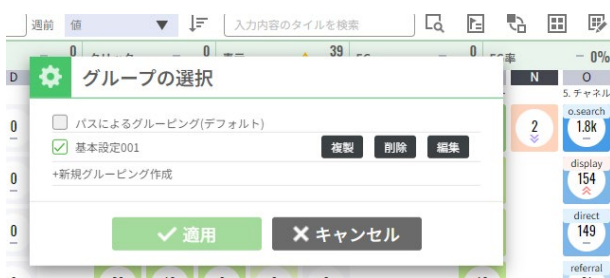 週前 値 ▼ 入力内容のタイルを検索
0 0 39 0 0%
D N O
グループの選択
5. チャネル
パスによるグルーピング(デフォルト)
o.search
0 2 1.8k
基本設定001 複製 削除 編集
+新規グルーピング作成
display
0 154
direct
適用 キャンセル
0 149
referral